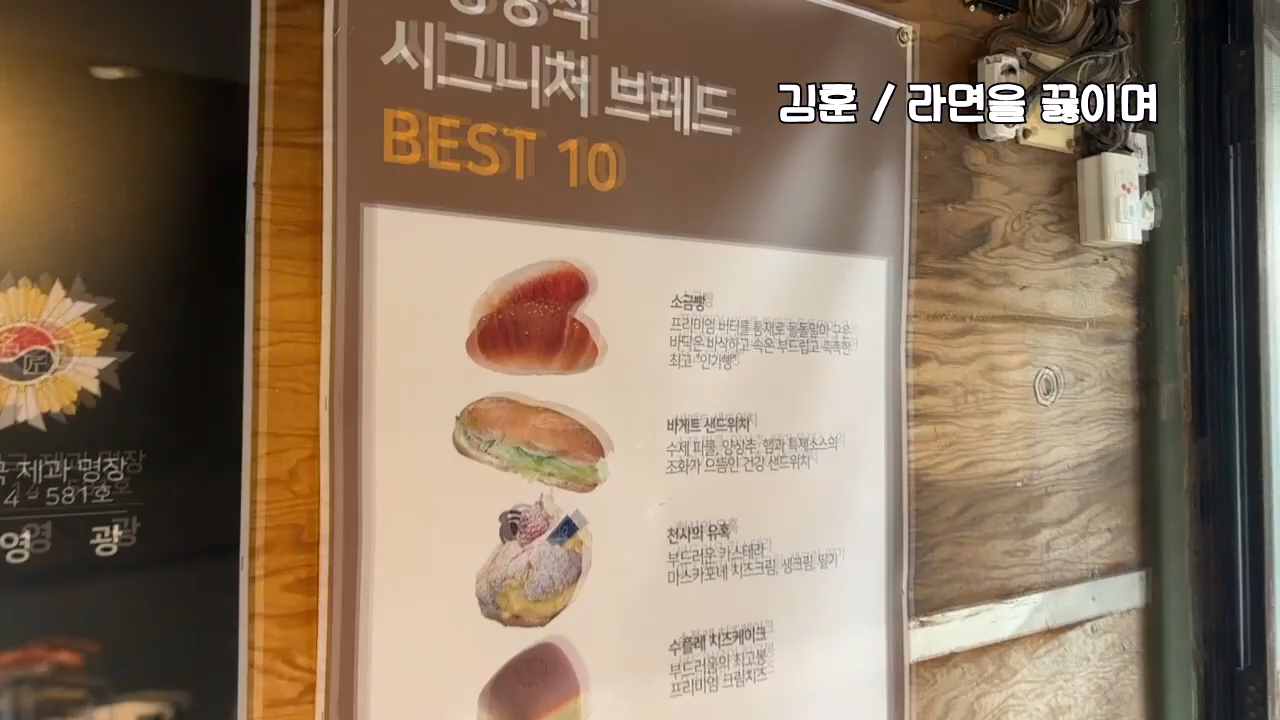 시그니처 브레드
BEST 10
김훈 / 라면을 끓이며
소금빵
프리미엄 버터를 통째로 돌돌말아 구운
바닥은 바삭하고 속은 부드럽고 촉촉한
최고 "인기빵"
바게트 샌드위치
수제 피클, 양상추, 햄과 특제소스의
조화가 으뜸인 건강 샌드위치
천사의 유혹
부드러운 카스테라
마스카포네 치즈크림, 생크림, 딸기
수플레 치즈케이크
부드러움의 최고봉
프리미엄 크림치즈
제과 명장
4 - 581호
영 광